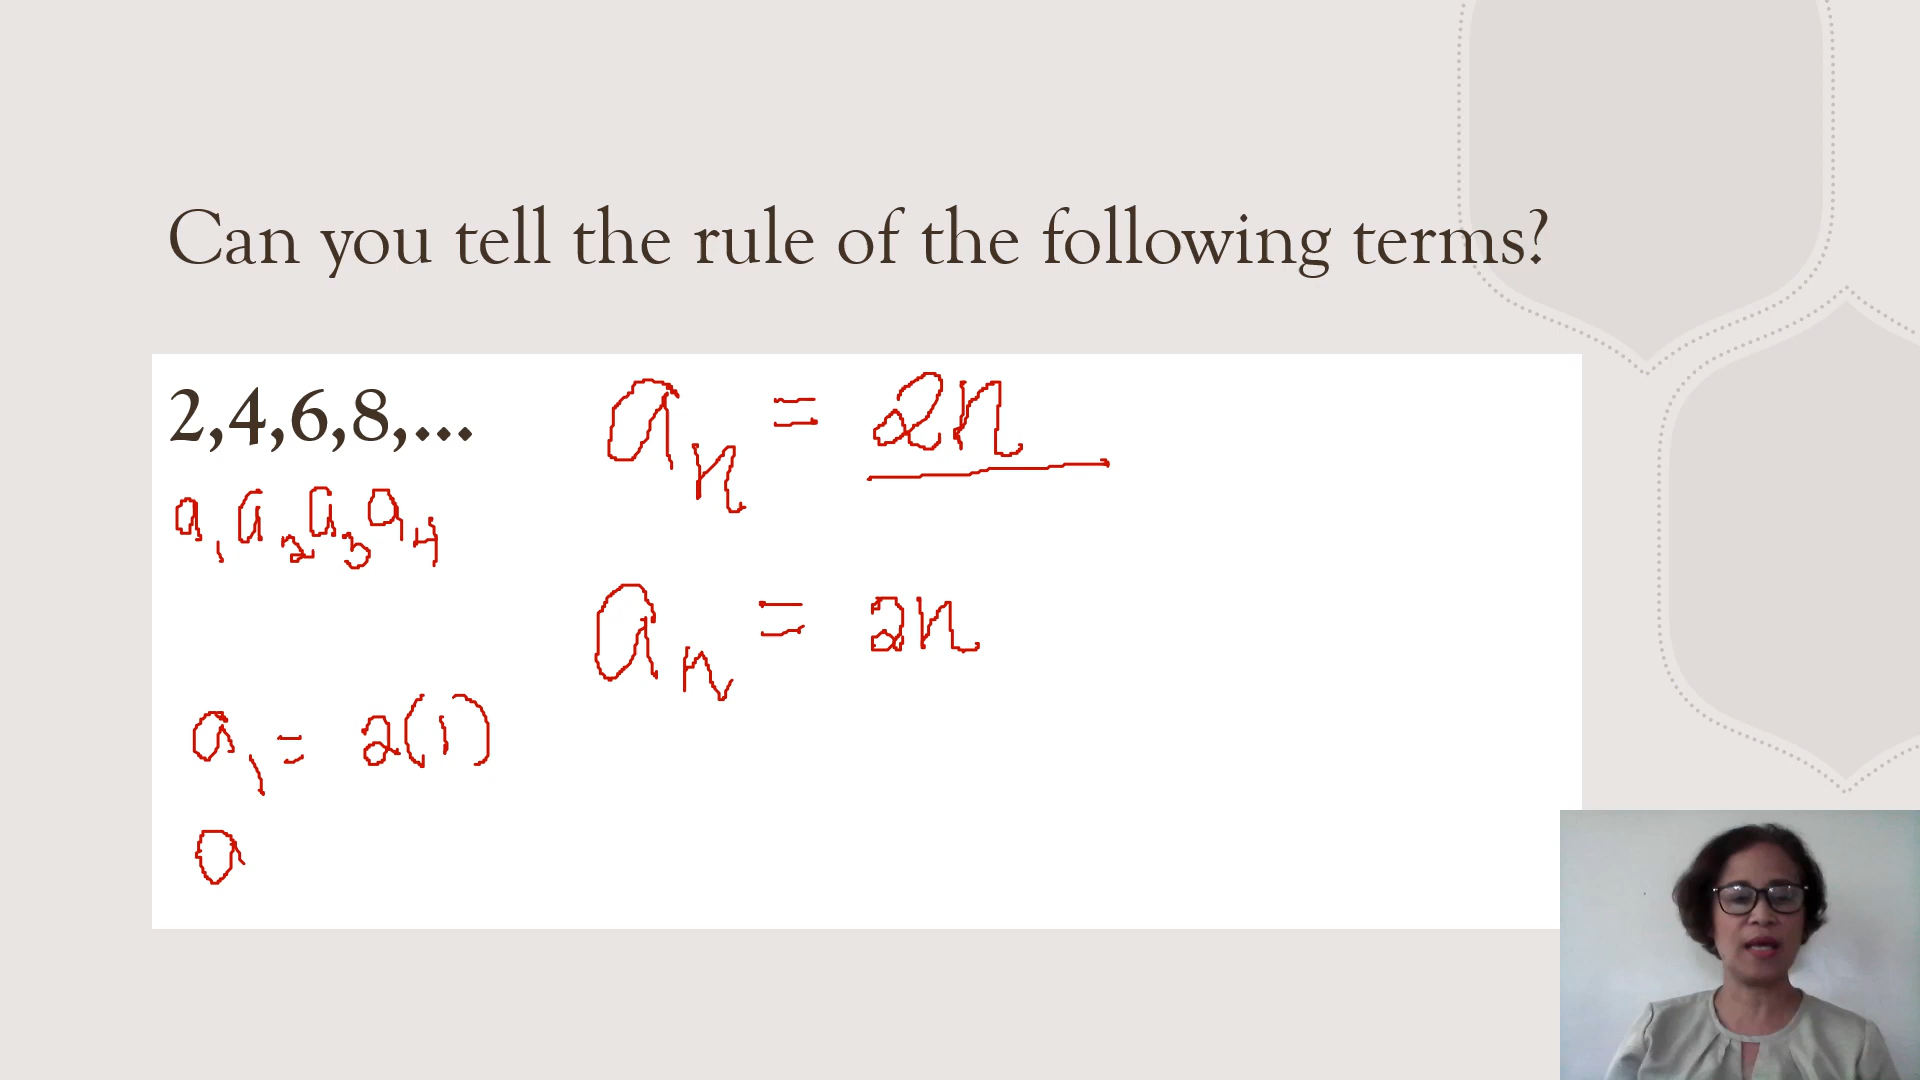 Can you tell the rule of the following terms?
2,4,6,8,...
aₙ = 2n
a₁ a₂ a₃ a₄
aₙ = 2n
a₁ = 2(1)
a